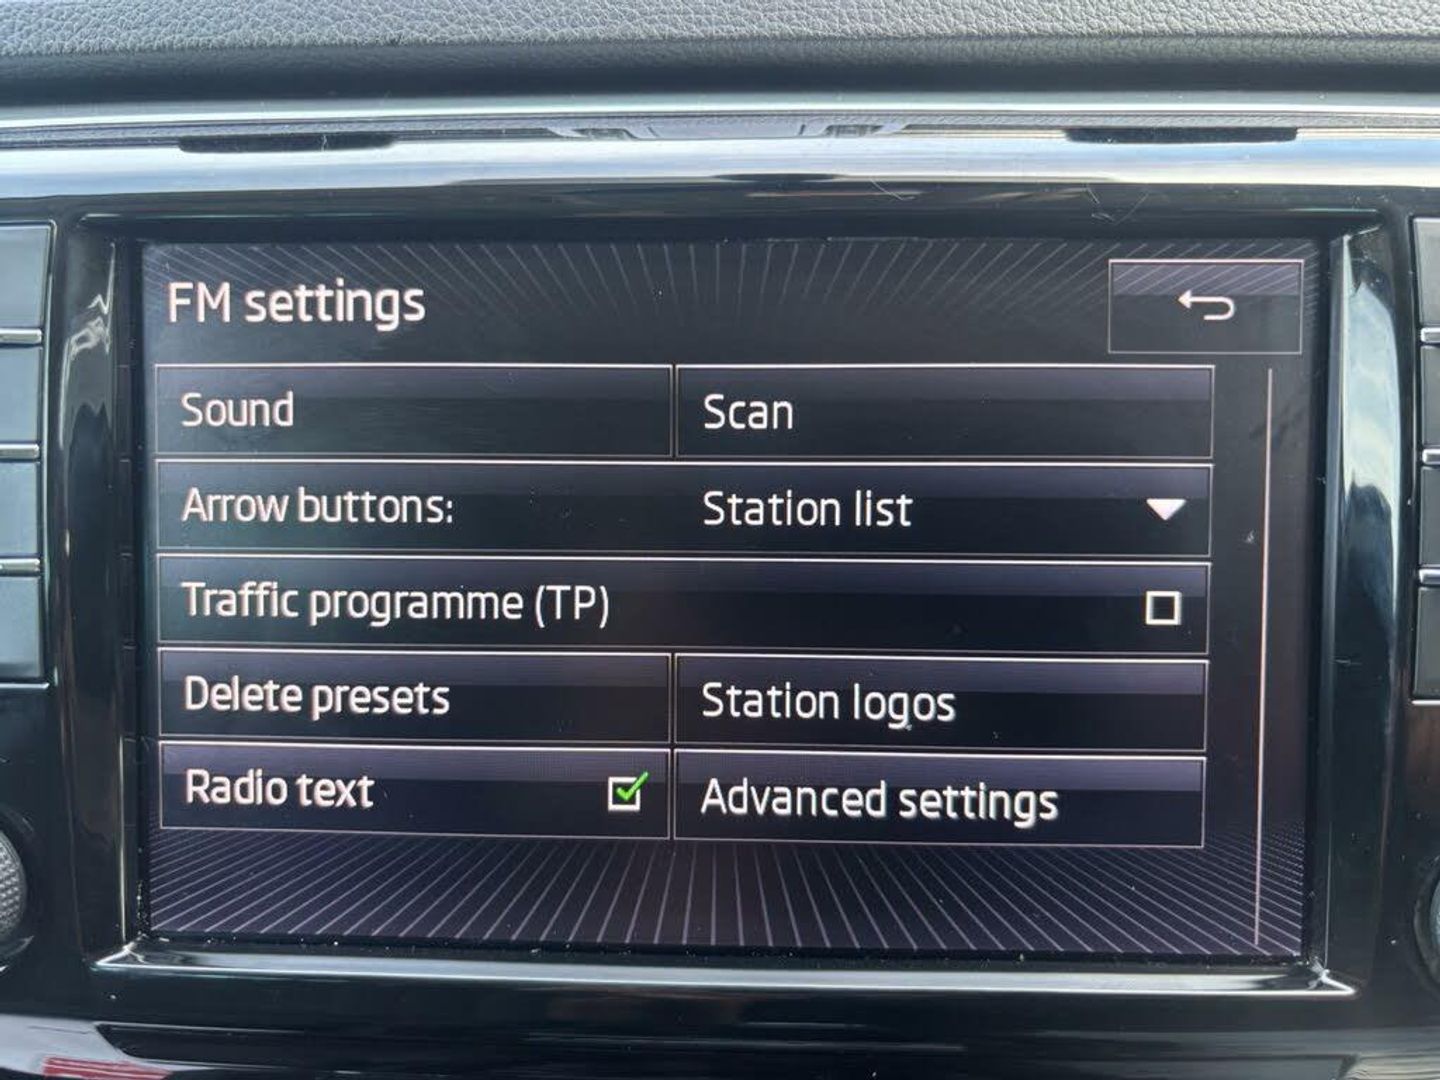 FM settings
Sound
Scan
Arrow buttons: Station list
Traffic programme (TP)
Delete presets
Station logos
Radio text
Advanced settings